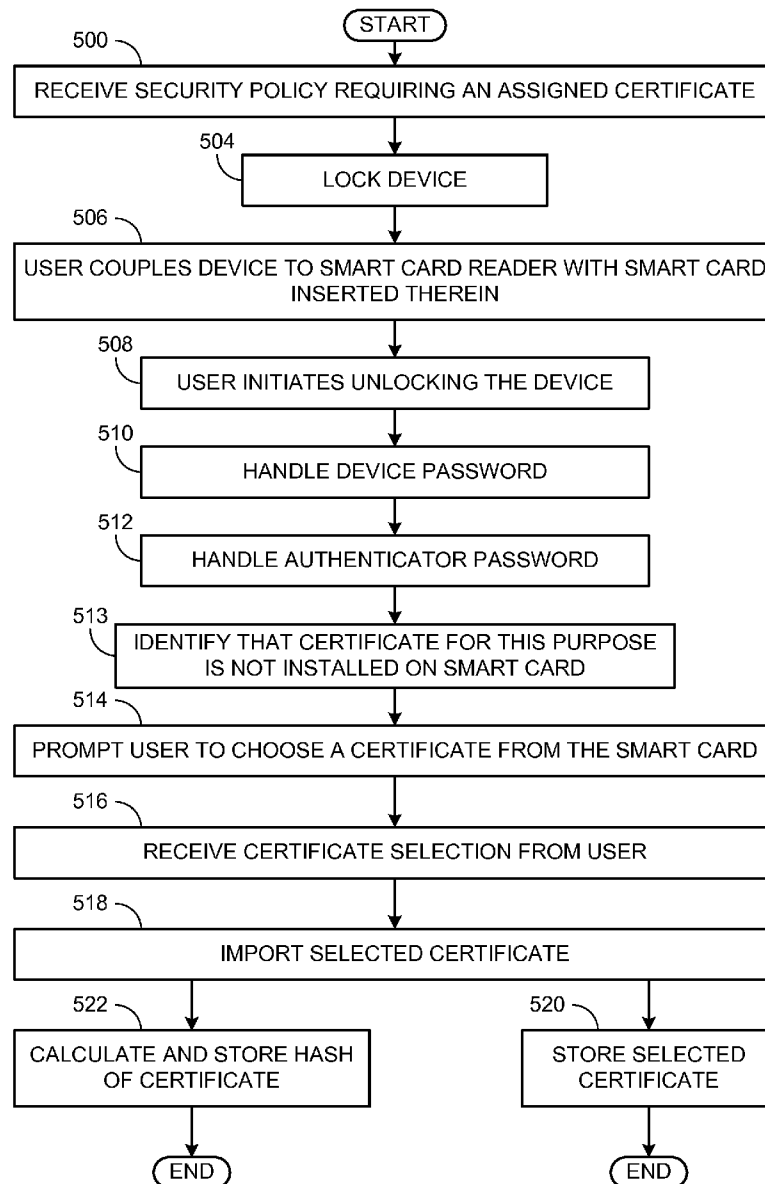 START
500
RECEIVE SECURITY POLICY REQUIRING AN ASSIGNED CERTIFICATE
504
LOCK DEVICE
506
USER COUPLES DEVICE TO SMART CARD READER WITH SMART CARD
INSERTED THEREIN
508
USER INITIATES UNLOCKING THE DEVICE
510
HANDLE DEVICE PASSWORD
512
HANDLE AUTHENTICATOR PASSWORD
513
IDENTIFY THAT CERTIFICATE FOR THIS PURPOSE
IS NOT INSTALLED ON SMART CARD
514
PROMPT USER TO CHOOSE A CERTIFICATE FROM THE SMART CARD
516
RECEIVE CERTIFICATE SELECTION FROM USER
518
IMPORT SELECTED CERTIFICATE
522
CALCULATE AND STORE HASH
OF CERTIFICATE
END
520
STORE SELECTED
CERTIFICATE
END